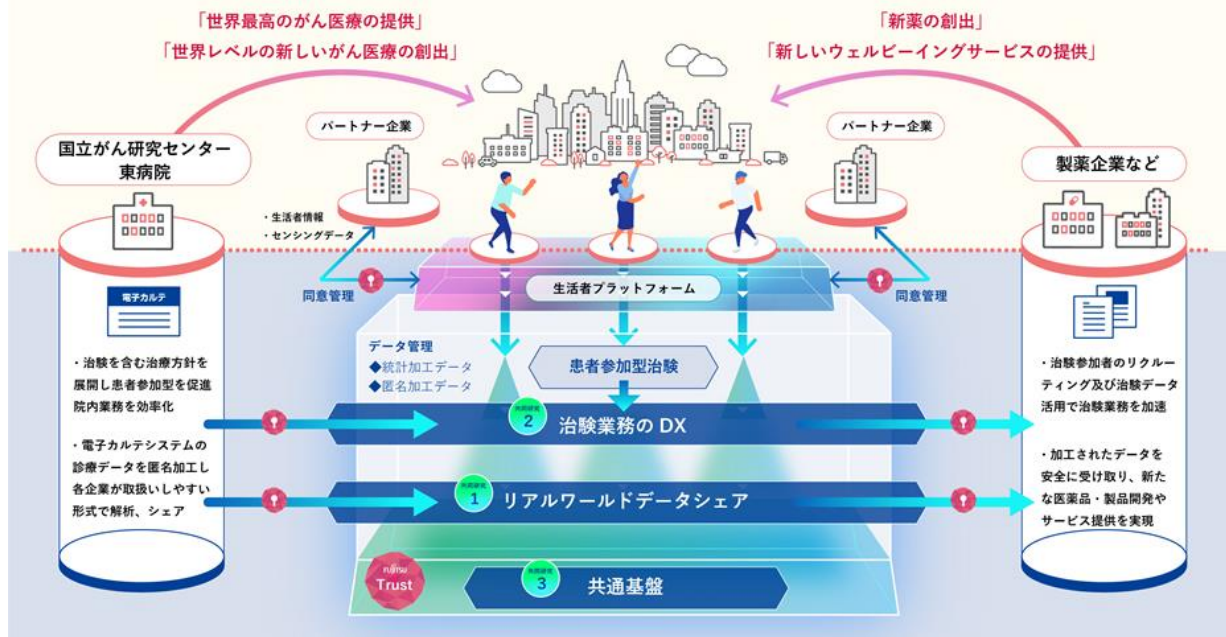 「世界最高のがん医療の提供」
「世界レベルの新しいがん医療の創出」
「新薬の創出」
「新しいウェルビーイングサービスの提供」
国立がん研究センター
東病院
パートナー企業
パートナー企業
製薬企業など
・生活者情報
・センシングデータ
同意管理
生活者プラットフォーム
同意管理
電子カルテ
・治験を含む治療方針を
展開し患者参加型を促進
院内業務を効率化
・電子カルテシステムの
診療データを匿名加工し
各企業が取扱いしやすい
形式で解析、シェア
データ管理
◆統計加工データ
◆匿名加工データ
患者参加型治験
共同研究
2
治験業務の DX
共同研究
1
リアルワールドデータシェア
FUJITSU
Trust
共同研究
3
共通基盤
・治験参加者のリクルー
ティング及び治験データ
活用で治験業務を加速
・加工されたデータを
安全に受け取り、新た
な医薬品・製品開発や
サービス提供を実現